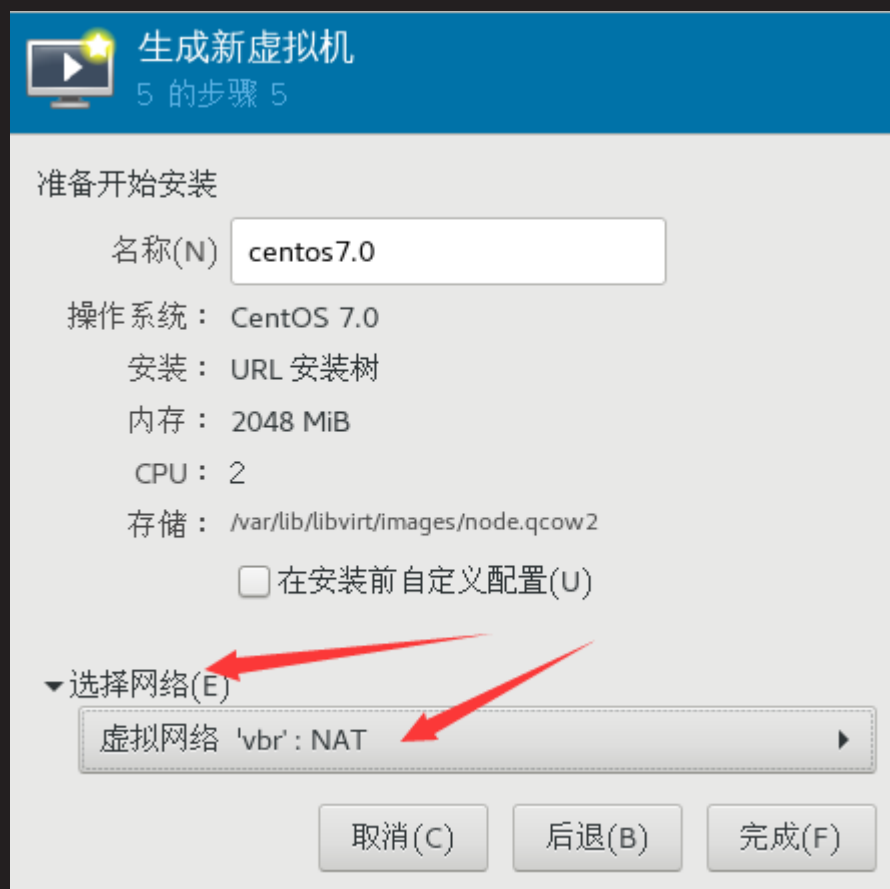 生成新虚拟机
5 的步骤 5
准备开始安装
名称(N) centos7.0
操作系统： CentOS 7.0
安装： URL 安装树
内存： 2048 MiB
CPU： 2
存储： /var/lib/libvirt/images/node.qcow2
在安装前自定义配置(U)
选择网络(E)
虚拟网络 'vbr' : NAT
取消(C) 后退(B) 完成(F)